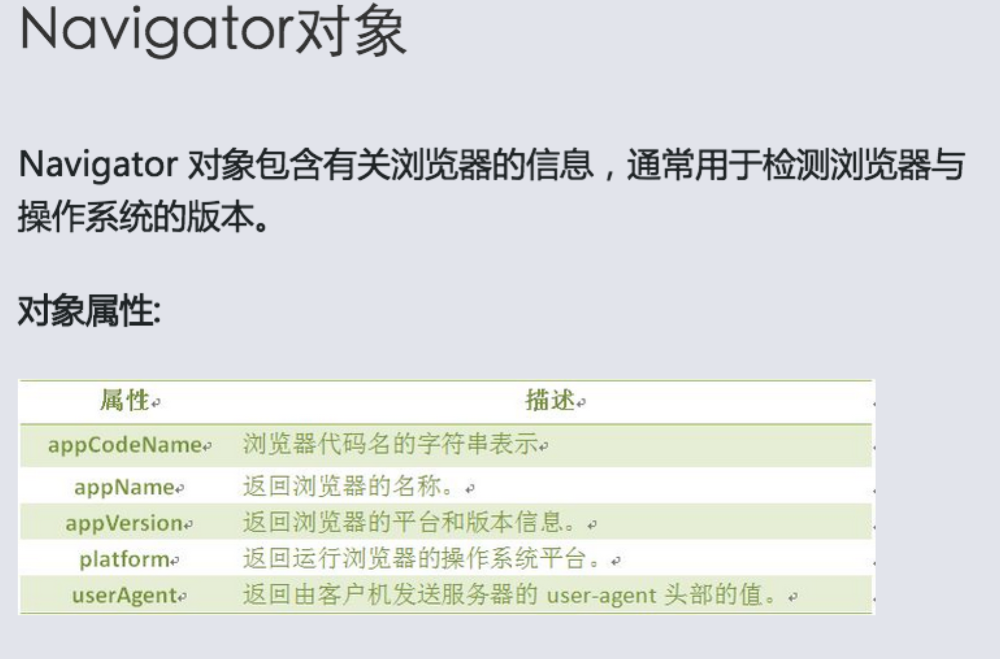 Navigator对象
Navigator 对象包含有关浏览器的信息，通常用于检测浏览器与
操作系统的版本。
对象属性:
属性 描述
appCodeName 浏览器代码名的字符串表示
appName 返回浏览器的名称。
appVersion 返回浏览器的平台和版本信息。
platform 返回运行浏览器的操作系统平台。
userAgent 返回由客户机发送服务器的 user-agent 头部的值。